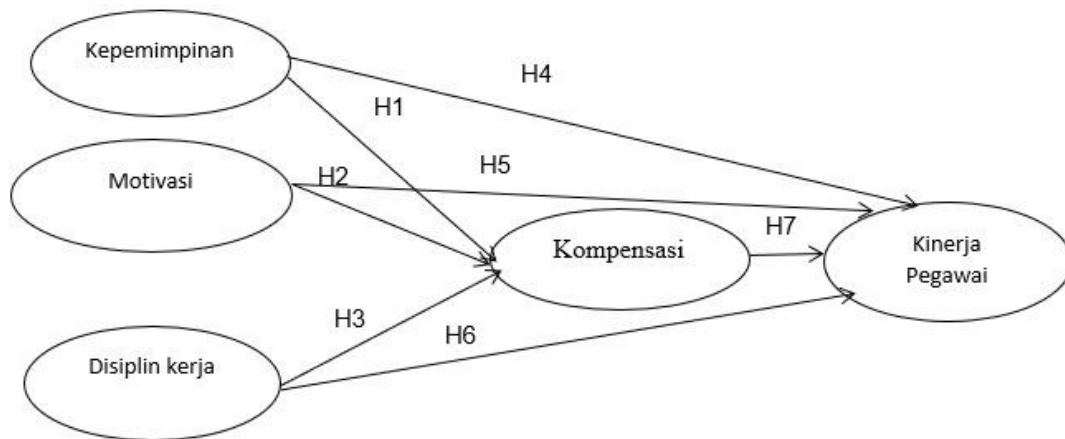 Kepemimpinan
H4
H1
Motivasi
H2
H5
Kompensasi
H7
Kinerja
Pegawai
H3
H6
Disiplin kerja